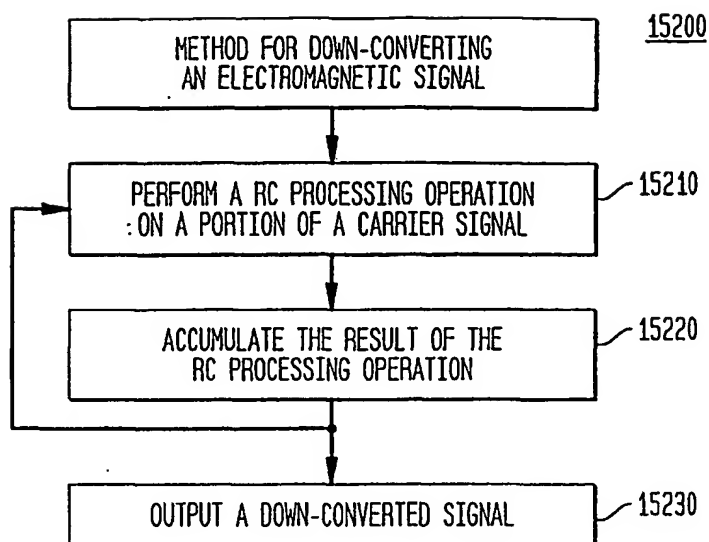 15200
METHOD FOR DOWN-CONVERTING
AN ELECTROMAGNETIC SIGNAL
PERFORM A RC PROCESSING OPERATION
ON A PORTION OF A CARRIER SIGNAL
15210
ACCUMULATE THE RESULT OF THE
RC PROCESSING OPERATION
15220
OUTPUT A DOWN-CONVERTED SIGNAL
15230